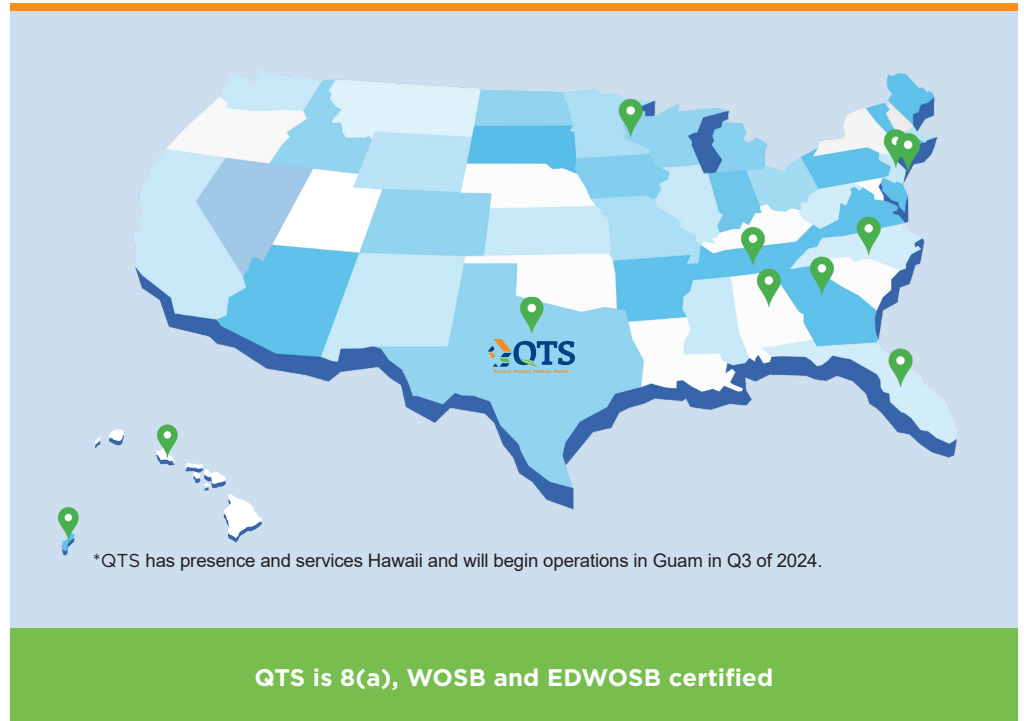 QTS
*QTS has presence and services Hawaii and will begin operations in Guam in Q3 of 2024.
QTS is 8(a), WOSB and EDWOSB certified